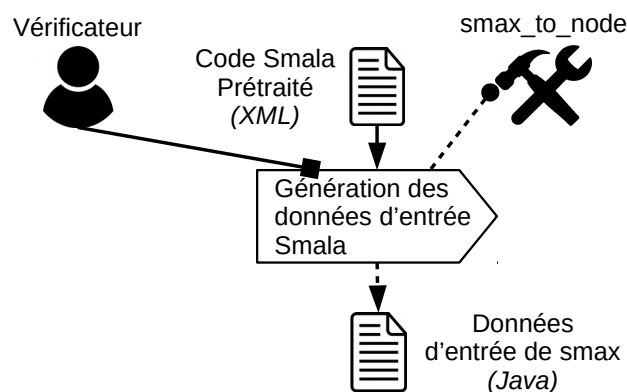 Vérificateur
smax_to_node
Code Smala
Prétraité
(XML)
Génération des
données d'entrée
Smala
Données
d'entrée de smax
(Java)